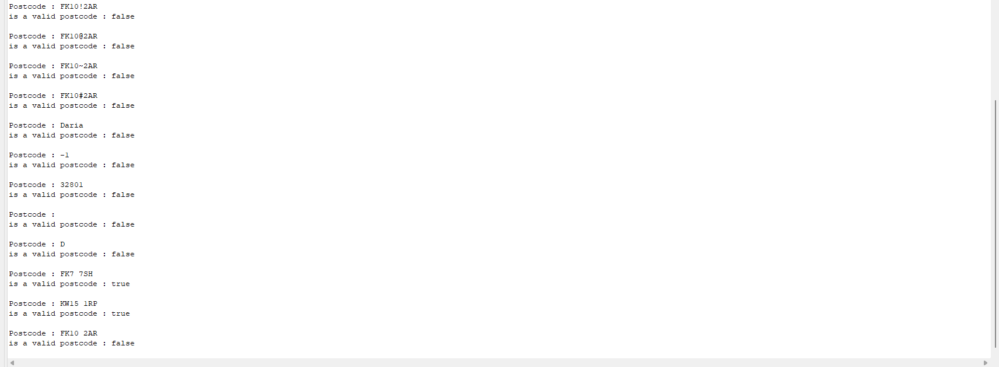 Postcode : FK10!2AR
is a valid postcode : false
Postcode : FK10@2AR
is a valid postcode : false
Postcode : FK10~2AR
is a valid postcode : false
Postcode : FK10#2AR
is a valid postcode : false
Postcode : Daria
is a valid postcode : false
Postcode : -1
is a valid postcode : false
Postcode : 32801
is a valid postcode : false
Postcode :
is a valid postcode : false
Postcode : D
is a valid postcode : false
Postcode : FK7 7SH
is a valid postcode : true
Postcode : KW15 1RP
is a valid postcode : true
Postcode : FK10 2AR
is a valid postcode : false